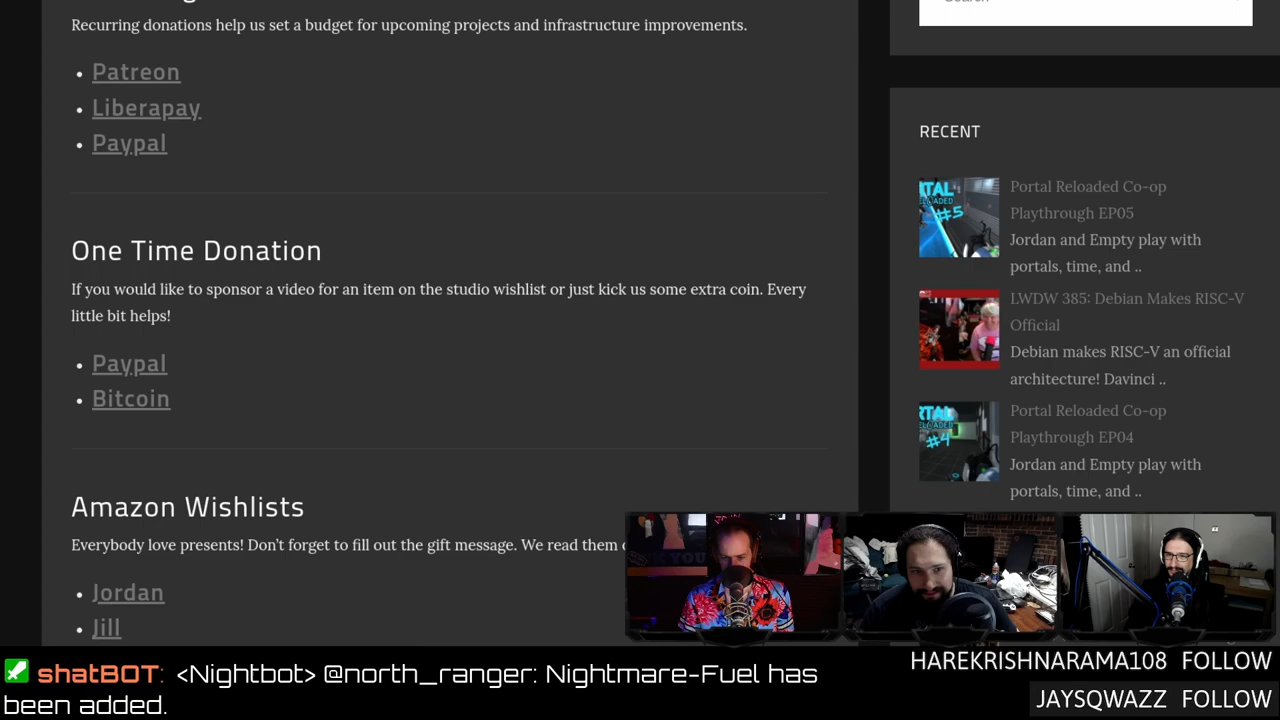 Recurring donations help us set a budget for upcoming projects and infrastructure improvements.
Patreon
Liberapay
Paypal
One Time Donation
If you would like to sponsor a video for an item on the studio wishlist or just kick us some extra coin. Every
little bit helps!
Paypal
Bitcoin
Amazon Wishlists
Everybody love presents! Don't forget to fill out the gift message. We read them
Jordan
Jill
RECENT
Portal Reloaded Co-op
Playthrough EP05
Jordan and Empty play with
portals, time, and ..
LWDW 385: Debian Makes RISC-V
Official
Debian makes RISC-V an official
architecture! Davinci ..
Portal Reloaded Co-op
Playthrough EP04
Jordan and Empty play with
portals, time, and ..
#5
#4
shatBOT: <Nightbot> @north_ranger: Nightmare-Fuel has
been added.
HAREKRISHNARAMA108 FOLLOW
JAYSQWAZZ FOLLOW